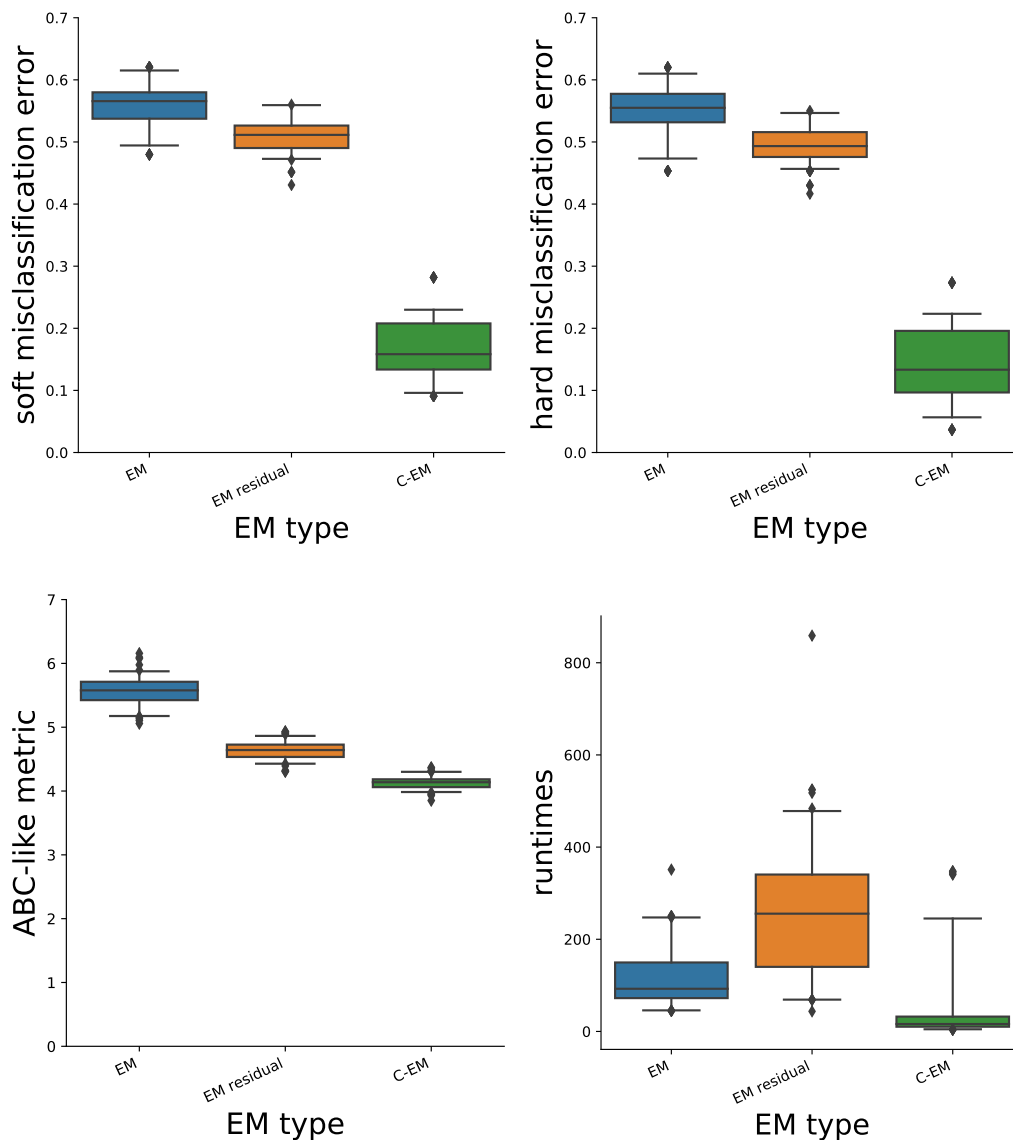 soft misclassification error
0.7
0.6
0.5
0.4
0.3
0.2
0.1
0.0
EM
EM residual
C-EM
EM type
hard misclassification error
0.7
0.6
0.5
0.4
0.3
0.2
0.1
0.0
EM
EM residual
C-EM
EM type
ABC-like metric
7
6
5
4
3
2
1
0
EM
EM residual
C-EM
EM type
runtimes
800
600
400
200
0
EM
EM residual
C-EM
EM type